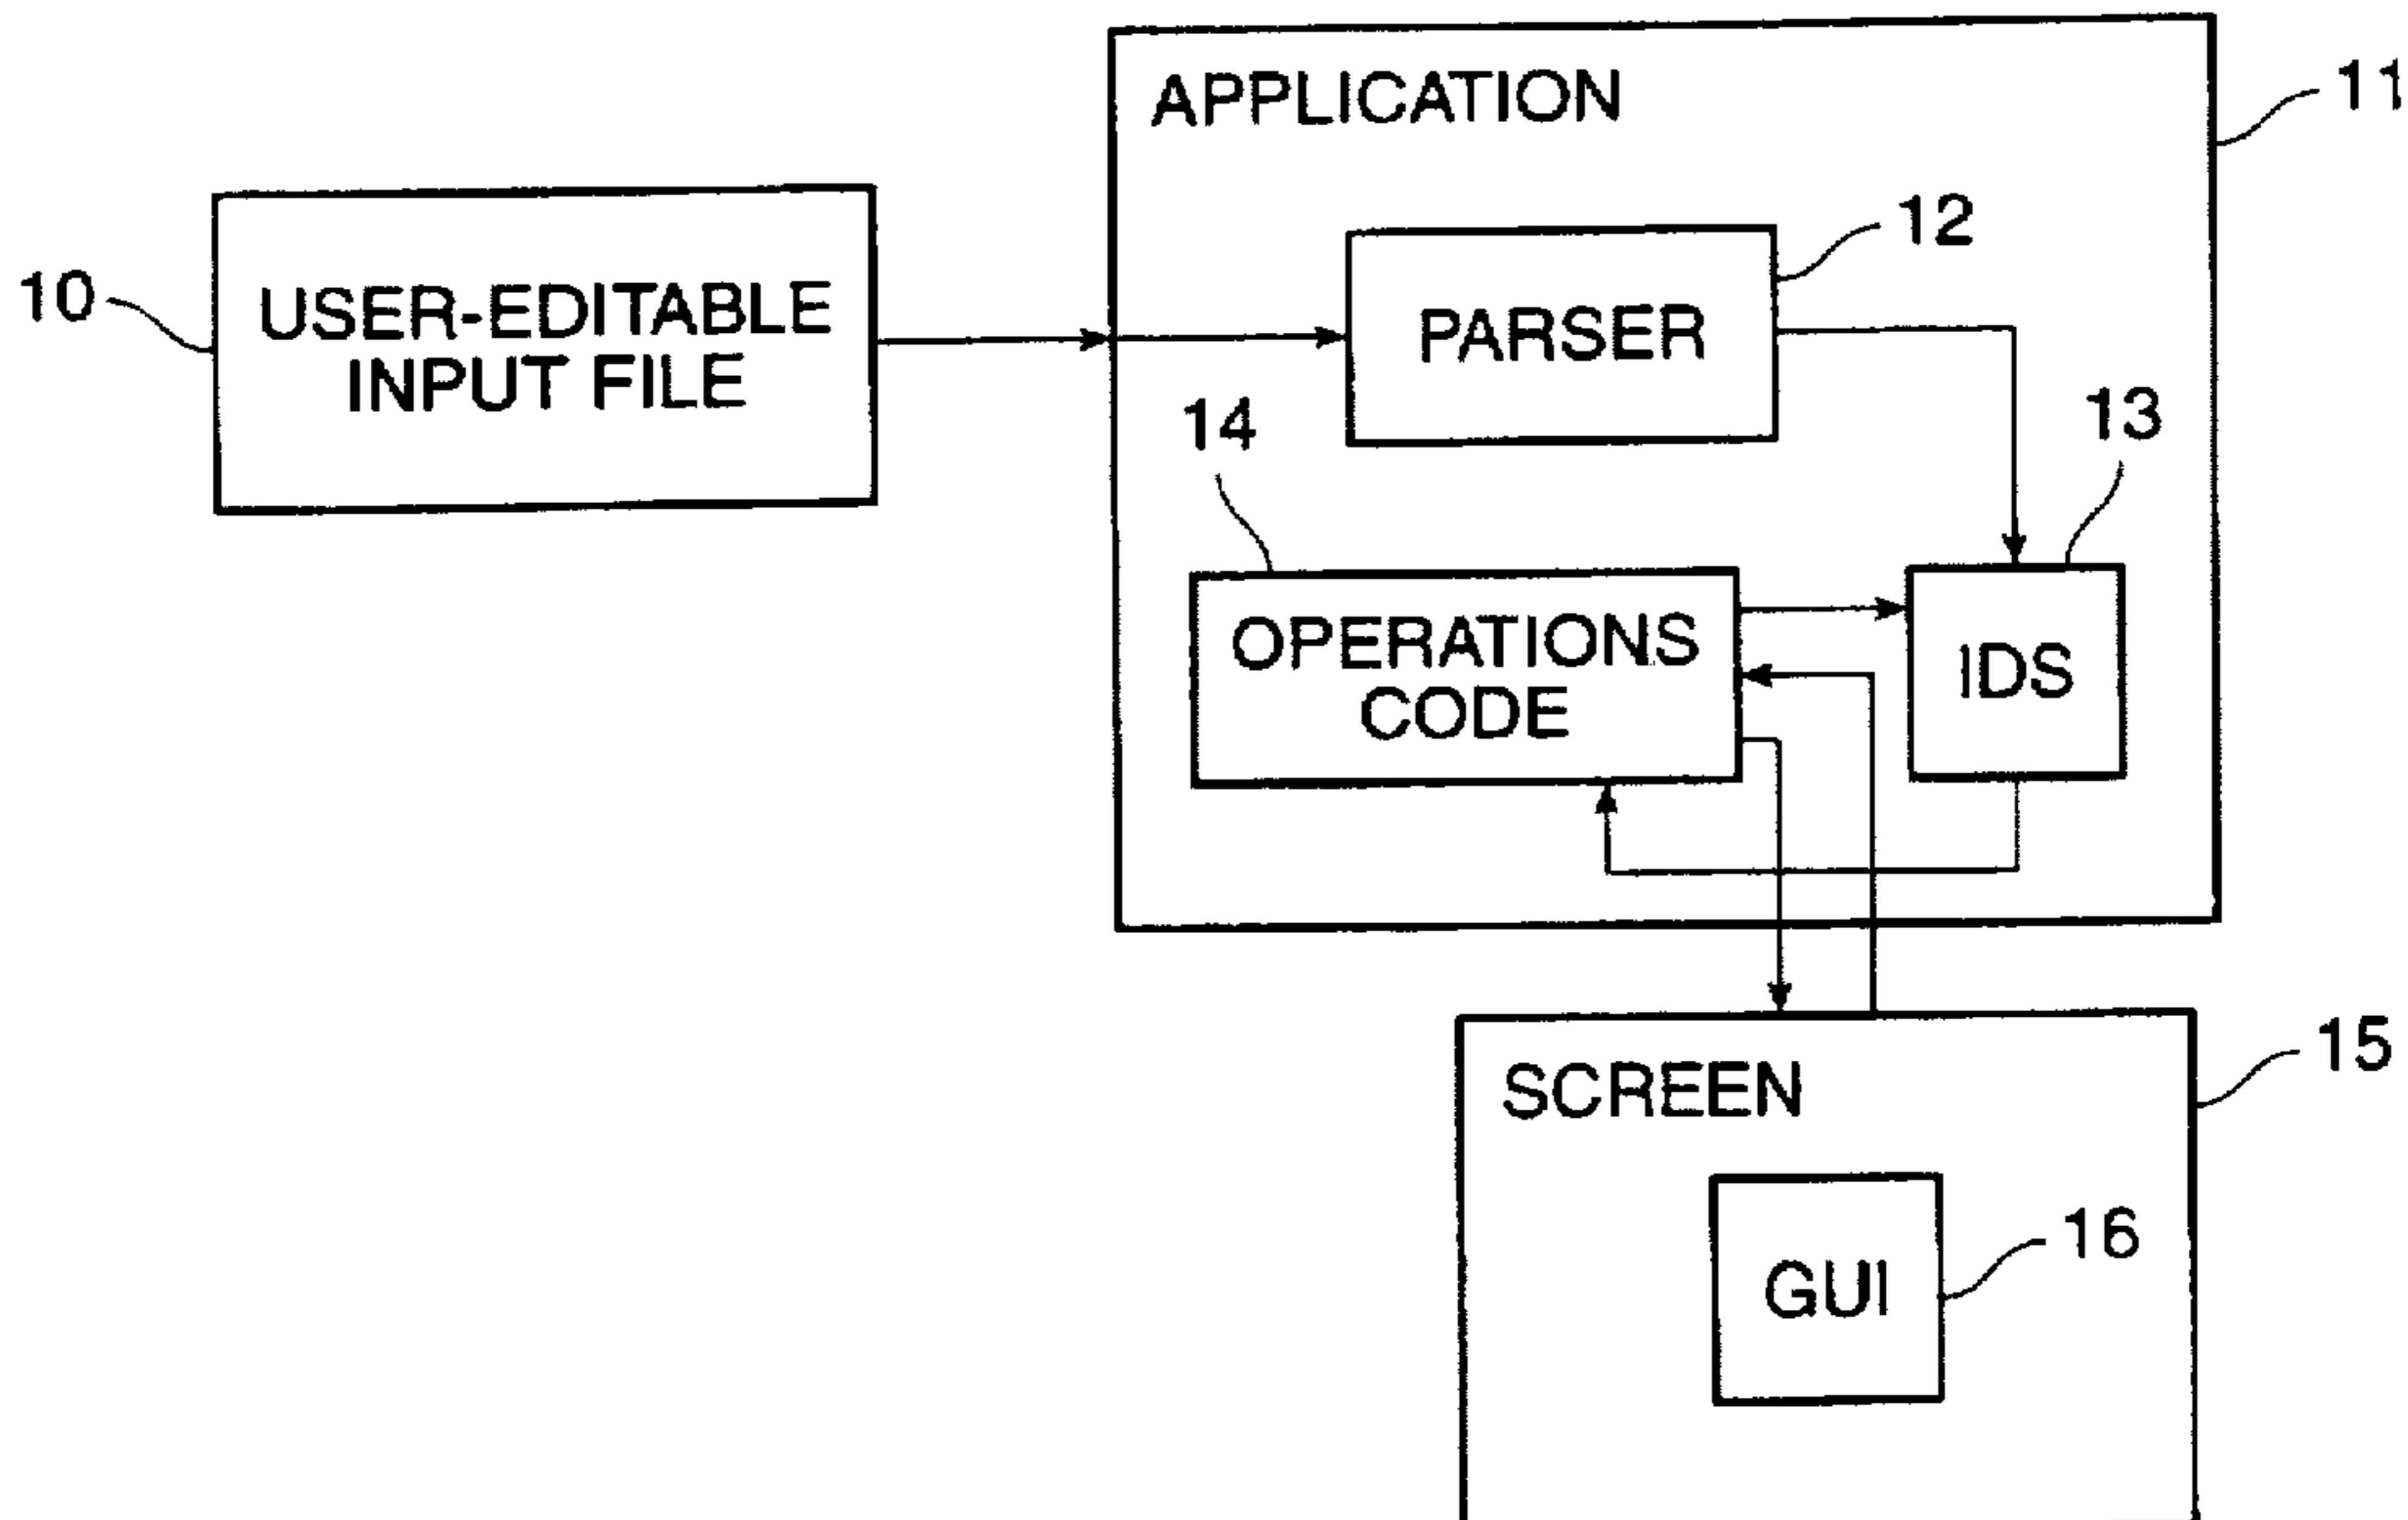 APPLICATION
11
12
10
USER-EDITABLE
INPUT FILE
PARSER
14
13
OPERATIONS
CODE
IDS
SCREEN
15
GUI
16